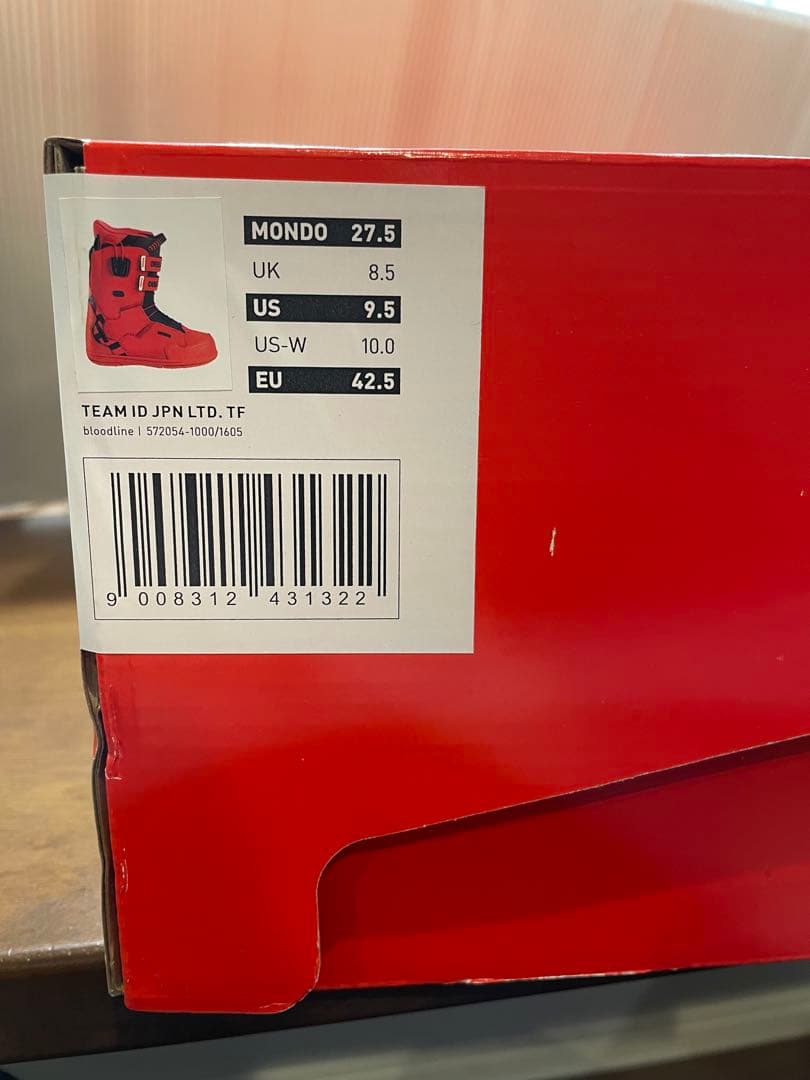 MONDO 27.5
UK 8.5
US 9.5
US-W 10.0
EU 42.5
TEAM ID JPN LTD. TF
bloodline | 572054-1000/1605
9 008312 431322